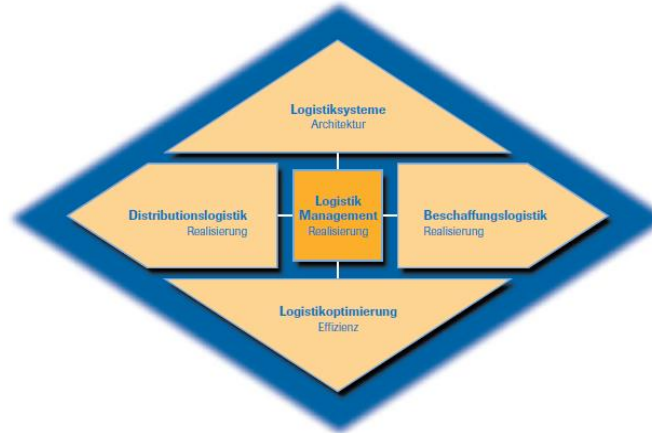 Logistiksysteme
Architektur
Distributionslogistik
Realisierung
Logistik
Management
Realisierung
Beschaffungslogistik
Realisierung
Logistikoptimierung
Effizienz